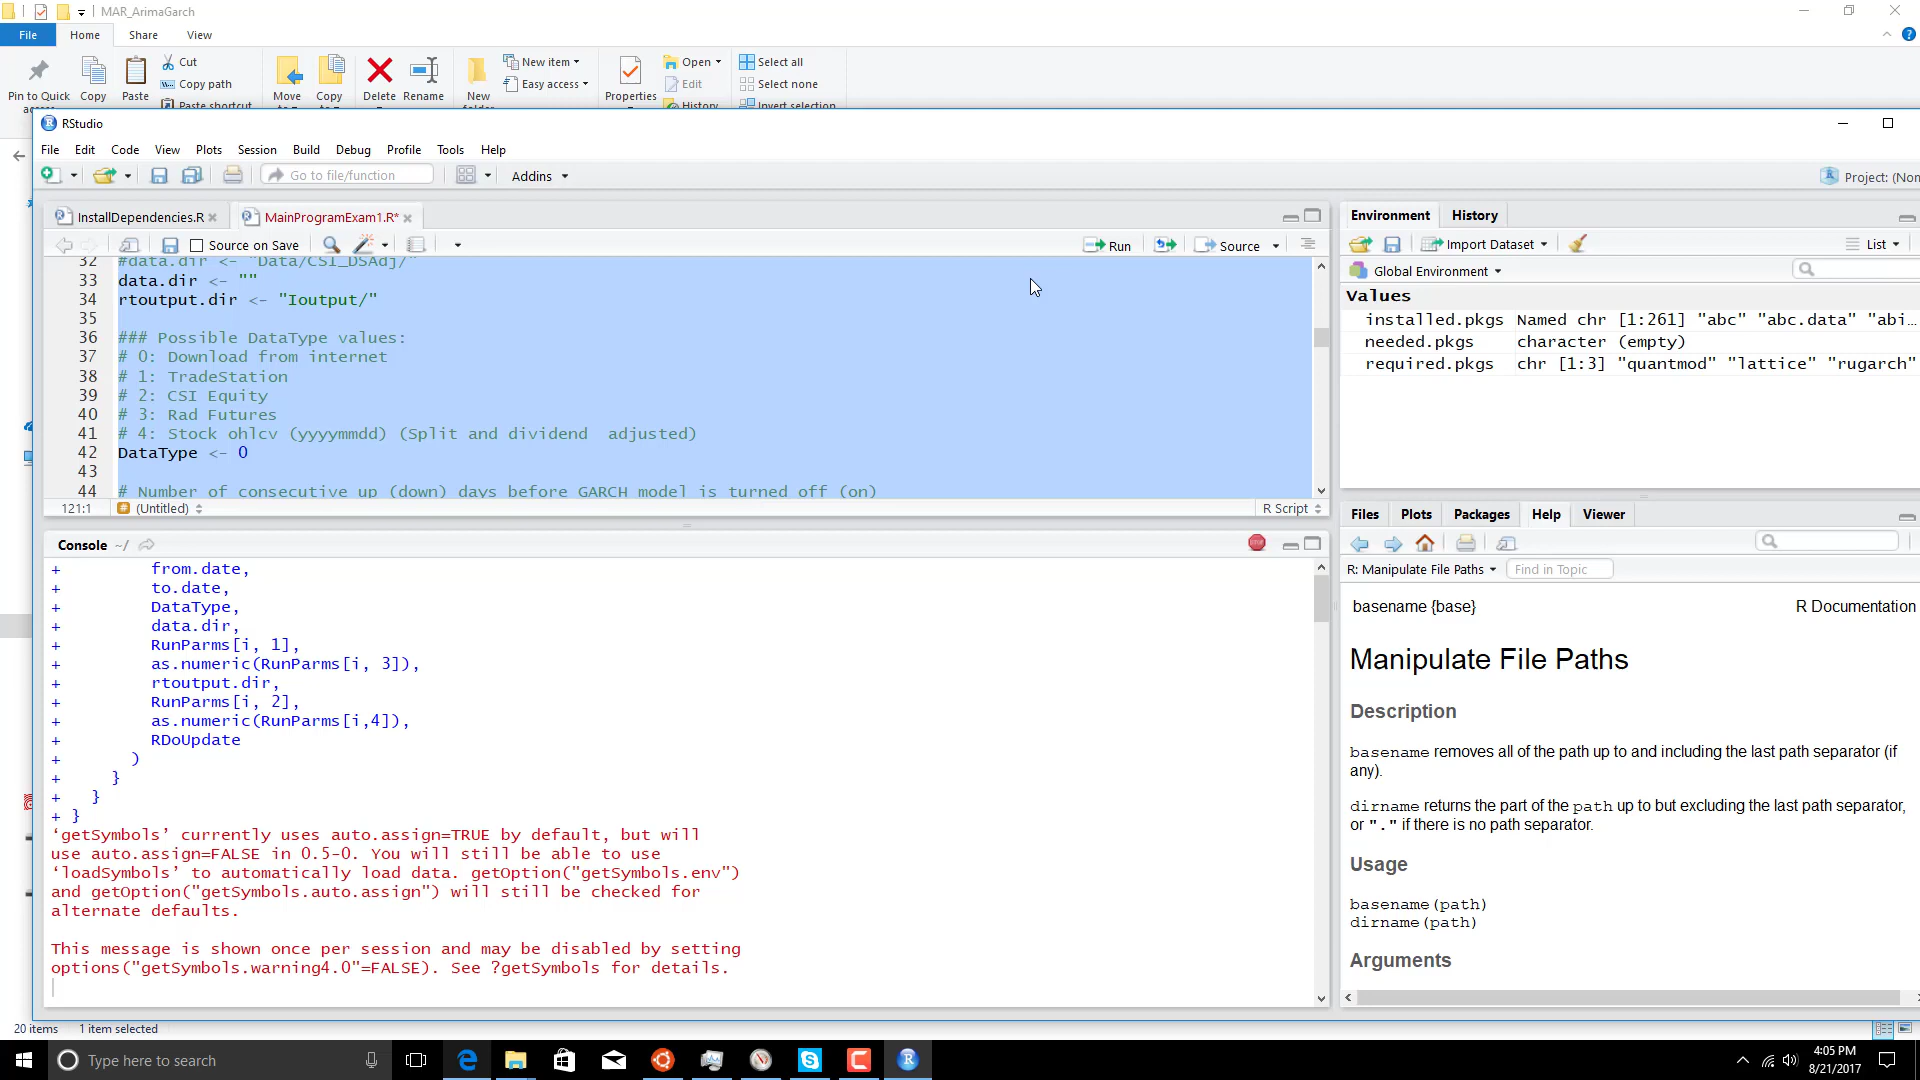 MAR_ArimaGarch
File
Home
Share
View
Pin to Quick
Copy
Paste
Cut
Copy path
Paste shortcut
Move
Copy
Delete
Rename
New
New item
Easy access
Properties
Open
Edit
History
Select all
Select none
Invert selection
RStudio
File Edit Code View Plots Session Build Debug Profile Tools Help
Go to file/function
Addins
Project: (Non
InstallDependencies.R
MainProgramExam1.R*
Source on Save
Run
Source
32 #data.dir <- "Data/CSI_DSAdj/"
33 data.dir <- ""
34 rtoutput.dir <- "Ioutput/"
35
36 ### Possible DataType values:
37 # 0: Download from internet
38 # 1: TradeStation
39 # 2: CSI Equity
40 # 3: Rad Futures
41 # 4: Stock ohlcv (yyyymmdd) (Split and dividend  adjusted)
42 DataType <- 0
43
44 # Number of consecutive up (down) days before GARCH model is turned off (on)
121:1
(Untitled)
R Script
Console ~/
STOP
+ from.date,
+ to.date,
+ DataType,
+ data.dir,
+ RunParms[i, 1],
+ as.numeric(RunParms[i, 3]),
+ rtoutput.dir,
+ RunParms[i, 2],
+ as.numeric(RunParms[i,4]),
+ RDoUpdate
+ )
+ }
+ }
+ }
‘getSymbols’ currently uses auto.assign=TRUE by default, but will
use auto.assign=FALSE in 0.5-0. You will still be able to use
‘loadSymbols’ to automatically load data. getOption("getSymbols.env")
and getOption("getSymbols.auto.assign") will still be checked for
alternate defaults.
This message is shown once per session and may be disabled by setting
options("getSymbols.warning4.0"=FALSE). See ?getSymbols for details.
Environment
History
Import Dataset
List
Global Environment
Values
installed.pkgs Named chr [1:261] "abc" "abc.data" "abi…
needed.pkgs character (empty)
required.pkgs chr [1:3] "quantmod" "lattice" "rugarch"
Files Plots Packages Help Viewer
R: Manipulate File Paths
Find in Topic
basename {base}
R Documentation
Manipulate File Paths
Description
basename removes all of the path up to and including the last path separator (if
any).
dirname returns the part of the path up to but excluding the last path separator,
or "." if there is no path separator.
Usage
basename(path)
dirname(path)
Arguments
20 items
1 item selected
Type here to search
4:05 PM
8/21/2017